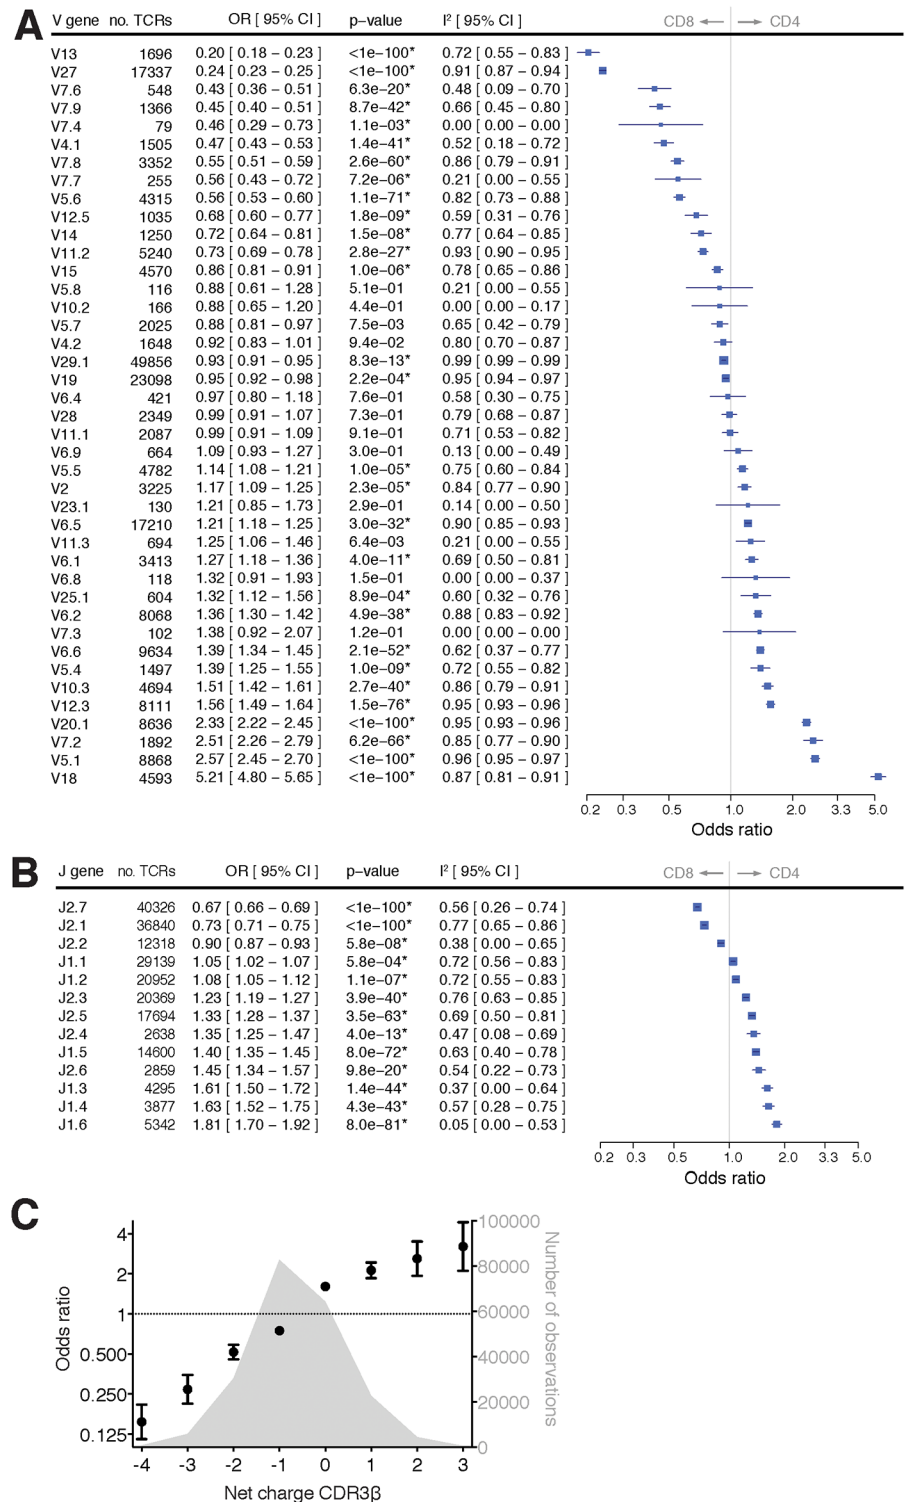 A
V gene no. TCRs OR [ 95% CI ] p-value I² [ 95% CI ] CD8 ← → CD4
V13 1696 0.20 [ 0.18 – 0.23 ] <1e−100* 0.72 [ 0.55 – 0.83 ]
V27 17337 0.24 [ 0.23 – 0.25 ] <1e−100* 0.91 [ 0.87 – 0.94 ]
V7.6 548 0.43 [ 0.36 – 0.51 ] 6.3e−20* 0.48 [ 0.09 – 0.70 ]
V7.9 1366 0.45 [ 0.40 – 0.51 ] 8.7e−42* 0.66 [ 0.45 – 0.80 ]
V7.4 79 0.46 [ 0.29 – 0.73 ] 1.1e−03* 0.00 [ 0.00 – 0.00 ]
V4.1 1505 0.47 [ 0.43 – 0.53 ] 1.4e−41* 0.52 [ 0.18 – 0.72 ]
V7.8 3352 0.55 [ 0.51 – 0.59 ] 2.6e−60* 0.86 [ 0.79 – 0.91 ]
V7.7 255 0.56 [ 0.43 – 0.72 ] 7.2e−06* 0.21 [ 0.00 – 0.55 ]
V5.6 4315 0.56 [ 0.53 – 0.60 ] 1.1e−71* 0.82 [ 0.73 – 0.88 ]
V12.5 1035 0.68 [ 0.60 – 0.77 ] 1.8e−09* 0.59 [ 0.31 – 0.76 ]
V14 1250 0.72 [ 0.64 – 0.81 ] 1.5e−08* 0.77 [ 0.64 – 0.85 ]
V11.2 5240 0.73 [ 0.69 – 0.78 ] 2.8e−27* 0.93 [ 0.90 – 0.95 ]
V15 4570 0.86 [ 0.81 – 0.91 ] 1.0e−06* 0.78 [ 0.65 – 0.86 ]
V5.8 116 0.88 [ 0.61 – 1.28 ] 5.1e−01 0.21 [ 0.00 – 0.55 ]
V10.2 166 0.88 [ 0.65 – 1.20 ] 4.4e−01 0.00 [ 0.00 – 0.17 ]
V5.7 2025 0.88 [ 0.81 – 0.97 ] 7.5e−03 0.65 [ 0.42 – 0.79 ]
V4.2 1648 0.92 [ 0.83 – 1.01 ] 9.4e−02 0.80 [ 0.70 – 0.87 ]
V29.1 49856 0.93 [ 0.91 – 0.95 ] 8.3e−13* 0.99 [ 0.99 – 0.99 ]
V19 23098 0.95 [ 0.92 – 0.98 ] 2.2e−04* 0.95 [ 0.94 – 0.97 ]
V6.4 421 0.97 [ 0.80 – 1.18 ] 7.6e−01 0.58 [ 0.30 – 0.75 ]
V28 2349 0.99 [ 0.91 – 1.07 ] 7.3e−01 0.79 [ 0.68 – 0.87 ]
V11.1 2087 0.99 [ 0.91 – 1.09 ] 9.1e−01 0.71 [ 0.53 – 0.82 ]
V6.9 664 1.09 [ 0.93 – 1.27 ] 3.0e−01 0.13 [ 0.00 – 0.49 ]
V5.5 4782 1.14 [ 1.08 – 1.21 ] 1.0e−05* 0.75 [ 0.60 – 0.84 ]
V2 3225 1.17 [ 1.09 – 1.25 ] 2.3e−05* 0.84 [ 0.77 – 0.90 ]
V23.1 130 1.21 [ 0.85 – 1.73 ] 2.9e−01 0.14 [ 0.00 – 0.50 ]
V6.5 17210 1.21 [ 1.18 – 1.25 ] 3.0e−32* 0.90 [ 0.85 – 0.93 ]
V11.3 694 1.25 [ 1.06 – 1.46 ] 6.4e−03 0.21 [ 0.00 – 0.55 ]
V6.1 3413 1.27 [ 1.18 – 1.36 ] 4.0e−11* 0.69 [ 0.50 – 0.81 ]
V6.8 118 1.32 [ 0.91 – 1.93 ] 1.5e−01 0.00 [ 0.00 – 0.37 ]
V25.1 604 1.32 [ 1.12 – 1.56 ] 8.9e−04* 0.60 [ 0.32 – 0.76 ]
V6.2 8068 1.36 [ 1.30 – 1.42 ] 4.9e−38* 0.88 [ 0.83 – 0.92 ]
V7.3 102 1.38 [ 0.92 – 2.07 ] 1.2e−01 0.00 [ 0.00 – 0.00 ]
V6.6 9634 1.39 [ 1.34 – 1.45 ] 2.1e−52* 0.62 [ 0.37 – 0.77 ]
V5.4 1497 1.39 [ 1.25 – 1.55 ] 1.0e−09* 0.72 [ 0.55 – 0.82 ]
V10.3 4694 1.51 [ 1.42 – 1.61 ] 2.7e−40* 0.86 [ 0.79 – 0.91 ]
V12.3 8111 1.56 [ 1.49 – 1.64 ] 1.5e−76* 0.95 [ 0.93 – 0.96 ]
V20.1 8636 2.33 [ 2.22 – 2.45 ] <1e−100* 0.95 [ 0.93 – 0.96 ]
V7.2 1892 2.51 [ 2.26 – 2.79 ] 6.2e−66* 0.85 [ 0.77 – 0.90 ]
V5.1 8868 2.57 [ 2.45 – 2.70 ] <1e−100* 0.96 [ 0.95 – 0.97 ]
V18 4593 5.21 [ 4.80 – 5.65 ] <1e−100* 0.87 [ 0.81 – 0.91 ]
0.2 0.3 0.5 1.0 2.0 3.3 5.0
Odds ratio
B
J gene no. TCRs OR [ 95% CI ] p-value I² [ 95% CI ] CD8 ← → CD4
J2.7 40326 0.67 [ 0.66 – 0.69 ] <1e−100* 0.56 [ 0.26 – 0.74 ]
J2.1 36840 0.73 [ 0.71 – 0.75 ] <1e−100* 0.77 [ 0.65 – 0.86 ]
J2.2 12318 0.90 [ 0.87 – 0.93 ] 5.8e−08* 0.38 [ 0.00 – 0.65 ]
J1.1 29139 1.05 [ 1.02 – 1.07 ] 5.8e−04* 0.72 [ 0.56 – 0.83 ]
J1.2 20952 1.08 [ 1.05 – 1.12 ] 1.1e−07* 0.72 [ 0.55 – 0.83 ]
J2.3 20369 1.23 [ 1.19 – 1.27 ] 3.9e−40* 0.76 [ 0.63 – 0.85 ]
J2.5 17694 1.33 [ 1.28 – 1.37 ] 3.5e−63* 0.69 [ 0.50 – 0.81 ]
J2.4 2638 1.35 [ 1.25 – 1.47 ] 4.0e−13* 0.47 [ 0.08 – 0.69 ]
J1.5 14600 1.40 [ 1.35 – 1.45 ] 8.0e−72* 0.63 [ 0.40 – 0.78 ]
J2.6 2859 1.45 [ 1.34 – 1.57 ] 9.8e−20* 0.54 [ 0.22 – 0.73 ]
J1.3 4295 1.61 [ 1.50 – 1.72 ] 1.4e−44* 0.37 [ 0.00 – 0.64 ]
J1.4 3877 1.63 [ 1.52 – 1.75 ] 4.3e−43* 0.57 [ 0.28 – 0.75 ]
J1.6 5342 1.81 [ 1.70 – 1.92 ] 8.0e−81* 0.05 [ 0.00 – 0.53 ]
0.2 0.3 0.5 1.0 2.0 3.3 5.0
Odds ratio
C
Odds ratio
4
2
1
0.500
0.250
0.125
100000
80000
60000
40000
20000
0
Number of observations
-4 -3 -2 -1 0 1 2 3
Net charge CDR3β